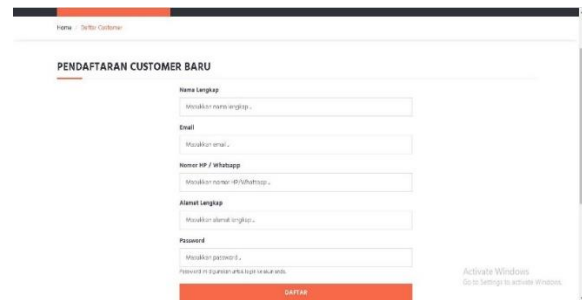 Home / Daftar Customer
PENDAFTARAN CUSTOMER BARU
Nama Lengkap
Masukkan nama lengkap..
Email
Masukkan email..
Nomor HP / Whatsapp
Masukkan nomor HP/Whatsapp..
Alamat Lengkap
Masukkan alamat lengkap..
Password
Masukkan password..
Password ini digunakan untuk login ke akun anda.
DAFTAR
Activate Windows
Go to Settings to activate Windows.